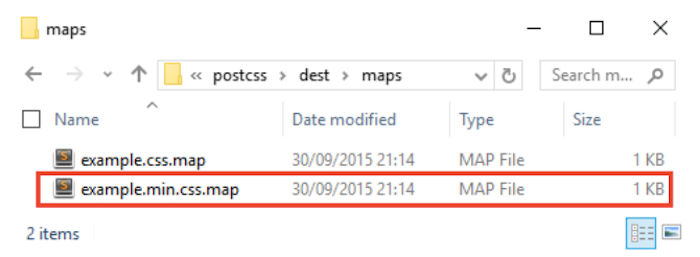 maps
« postcss > dest > maps
Search m...
Name Date modified Type Size
example.css.map 30/09/2015 21:14 MAP File 1 KB
example.min.css.map 30/09/2015 21:14 MAP File 1 KB
2 items